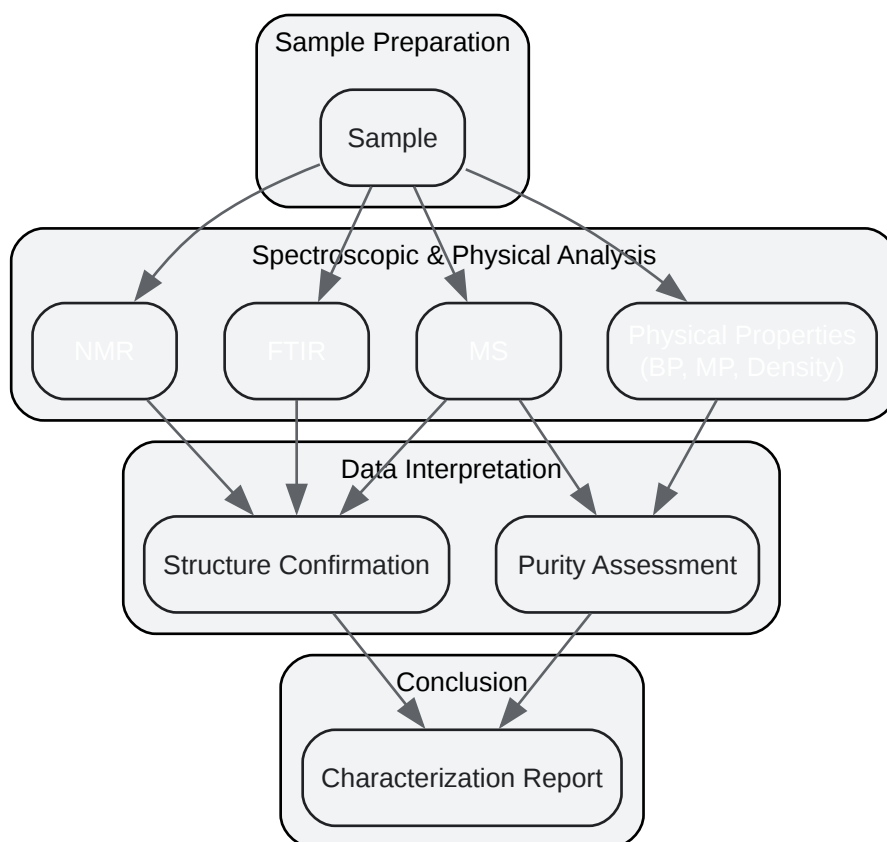 Sample Preparation
Sample
Spectroscopic & Physical Analysis
NMR
FTIR
MS
Physical Properties
(BP, MP, Density)
Data Interpretation
Structure Confirmation
Purity Assessment
Conclusion
Characterization Report